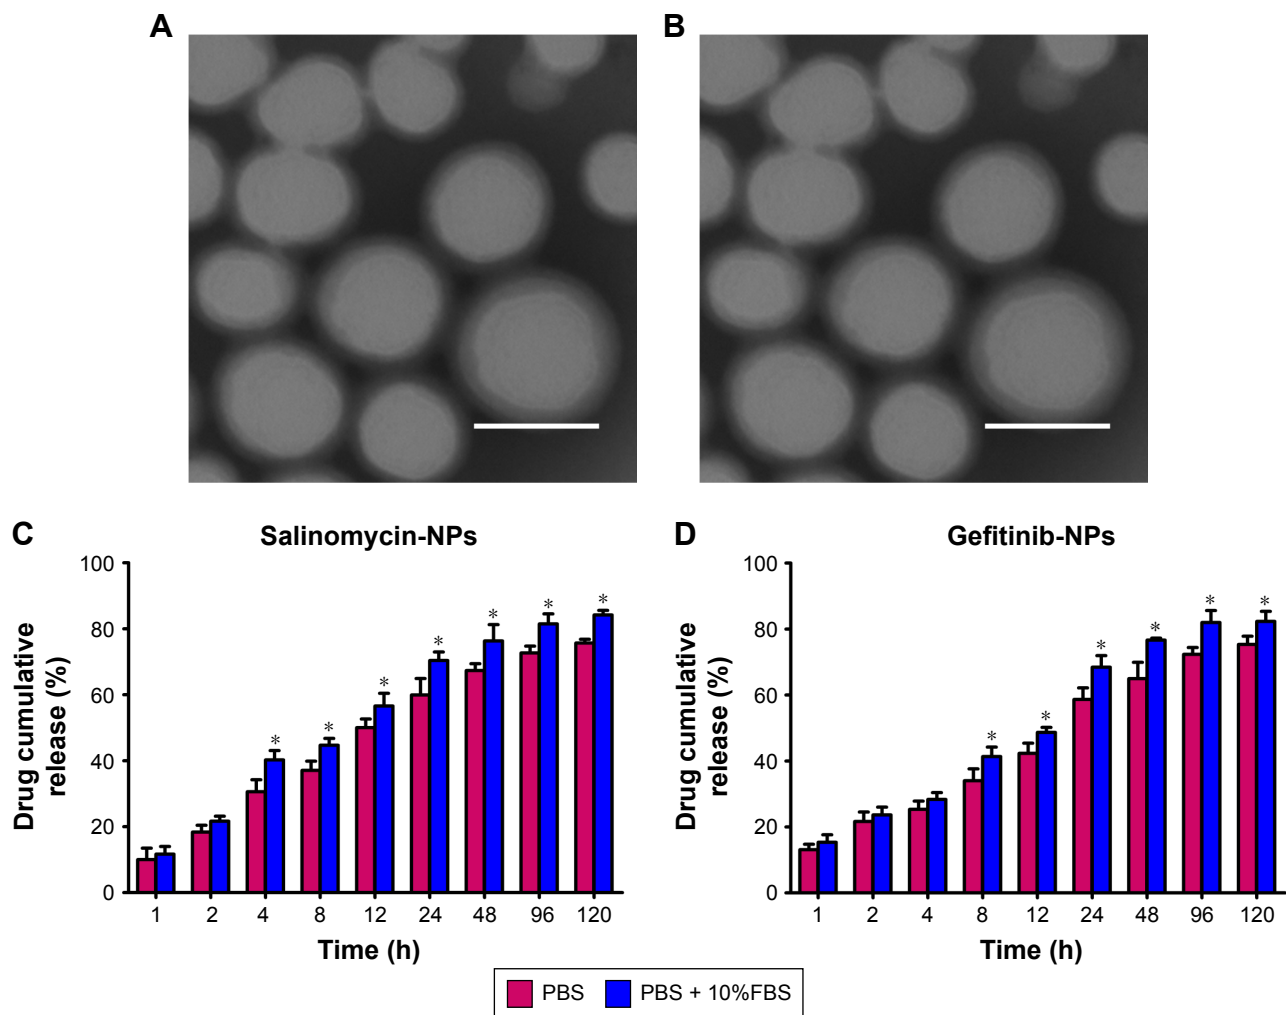 A
B
C
Salinomycin-NPs
Drug cumulative
release (%)
100
80
60
40
20
0
*
*
*
*
*
*
*
1 2 4 8 12 24 48 96 120
Time (h)
D
Gefitinib-NPs
Drug cumulative
release (%)
100
80
60
40
20
0
*
*
*
*
*
*
1 2 4 8 12 24 48 96 120
Time (h)
PBS
PBS + 10%FBS